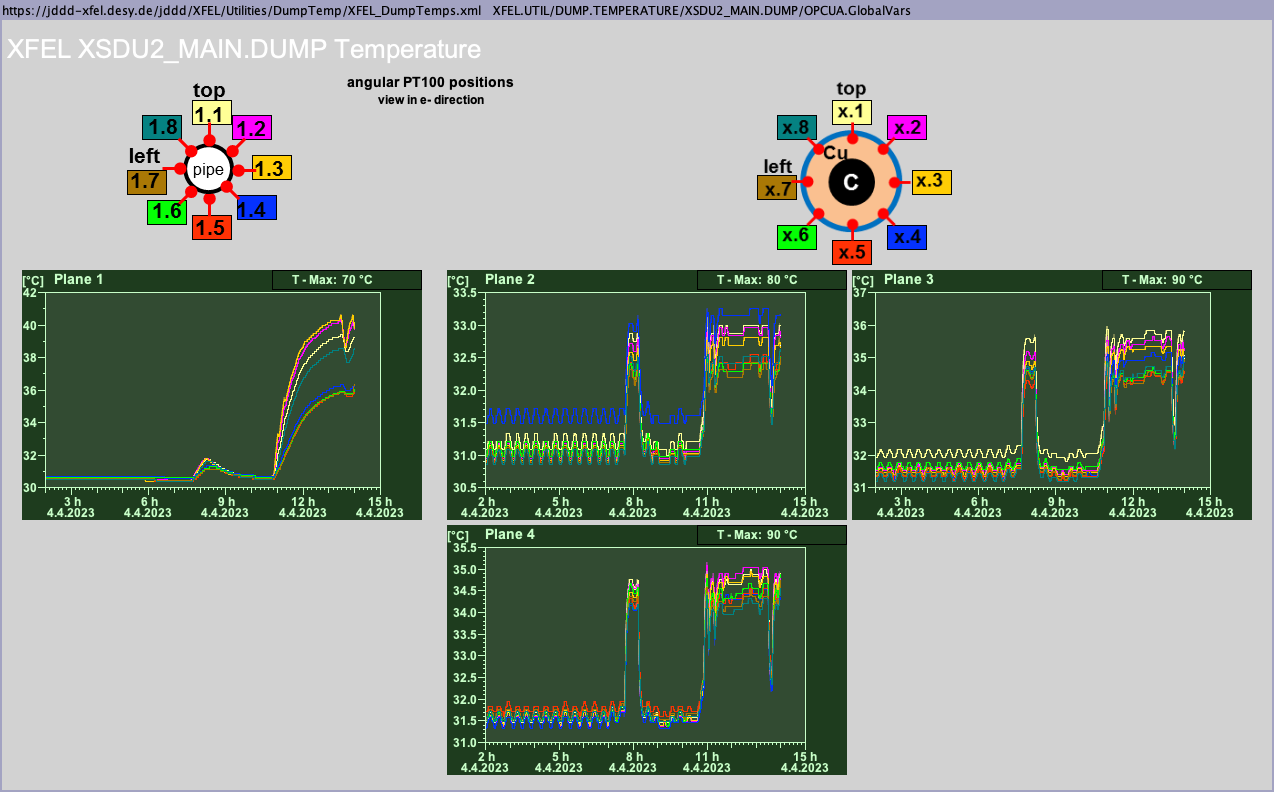 https://jddd-xfel.desy.de/jddd/XFEL/Utilities/DumpTemp/XFEL_DumpTemps.xml XFEL.UTIL/DUMP.TEMPERATURE/XSDU2_MAIN.DUMP/OPCUA.GlobalVars
XFEL XSDU2_MAIN.DUMP Temperature
angular PT100 positions
view in e- direction
top
1.1
1.8
1.2
left
pipe
1.3
1.7
1.6
1.4
1.5
top
x.1
x.8
x.2
Cu
left
C
x.3
x.7
x.6
x.4
x.5
[°C] Plane 1 T - Max: 70 °C
42
40
38
36
34
32
30
3 h 6 h 9 h 12 h 15 h
4.4.2023 4.4.2023 4.4.2023 4.4.2023 4.4.2023
[°C] Plane 2 T - Max: 80 °C
33.5
33.0
32.5
32.0
31.5
31.0
30.5
2 h 5 h 8 h 11 h 15 h
4.4.2023 4.4.2023 4.4.2023 4.4.2023 4.4.2023
[°C] Plane 3 T - Max: 90 °C
37
36
35
34
33
32
31
3 h 6 h 9 h 12 h 15 h
4.4.2023 4.4.2023 4.4.2023 4.4.2023 4.4.2023
[°C] Plane 4 T - Max: 90 °C
35.5
35.0
34.5
34.0
33.5
33.0
32.5
32.0
31.5
31.0
2 h 5 h 8 h 11 h 15 h
4.4.2023 4.4.2023 4.4.2023 4.4.2023 4.4.2023